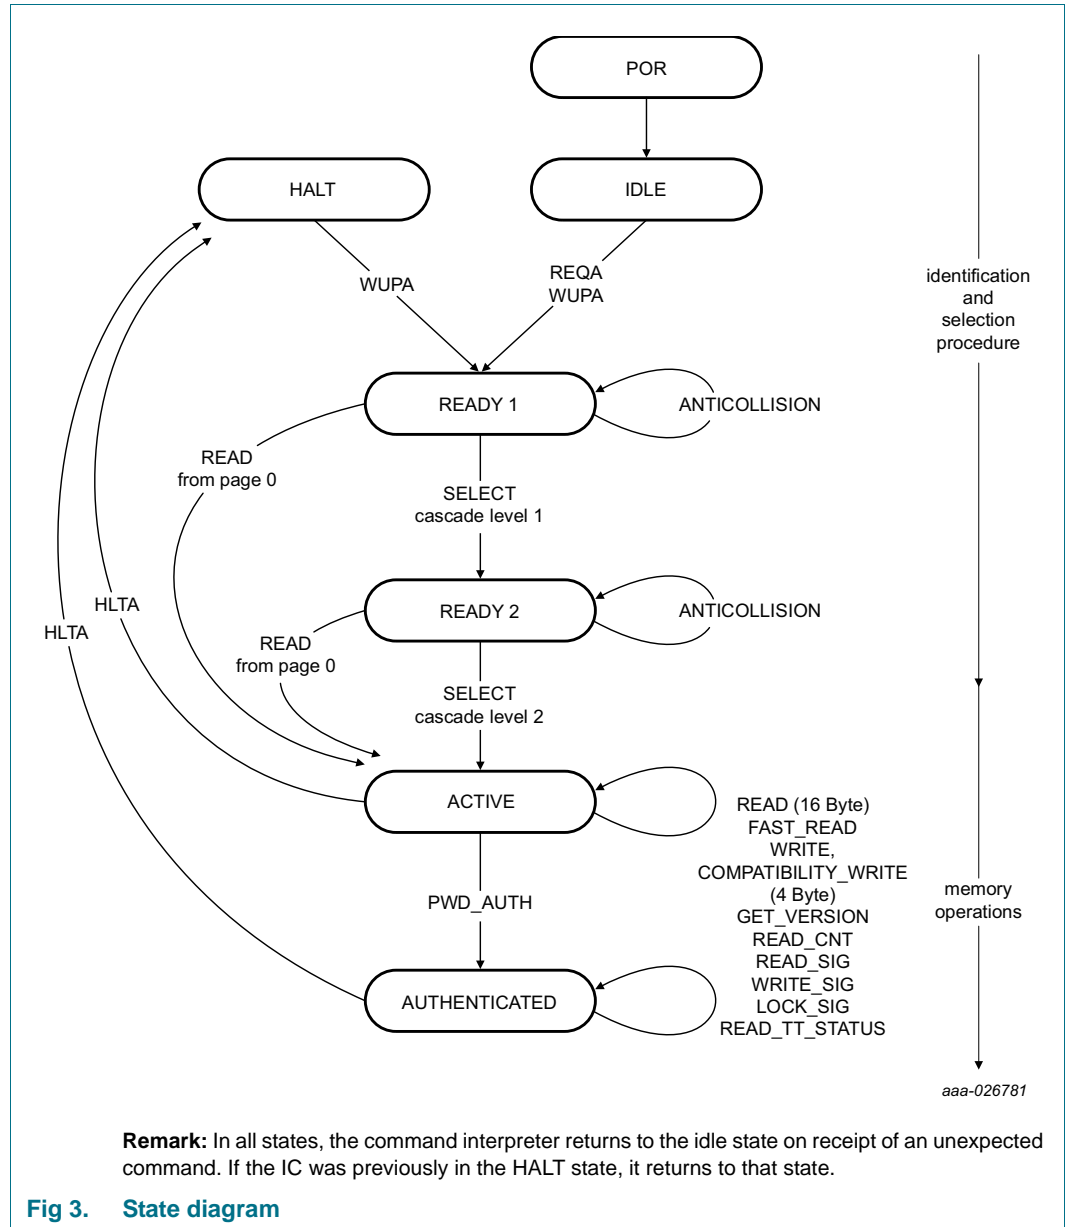 POR
HALT
IDLE
WUPA
REQA
WUPA
identification
and
selection
procedure
READY 1
ANTICOLLISION
READ
from page 0
SELECT
cascade level 1
HLTA
HLTA
READY 2
ANTICOLLISION
READ
from page 0
SELECT
cascade level 2
ACTIVE
READ (16 Byte)
FAST_READ
WRITE,
COMPATIBILITY_WRITE
(4 Byte)
GET_VERSION
READ_CNT
READ_SIG
WRITE_SIG
LOCK_SIG
READ_TT_STATUS
memory
operations
PWD_AUTH
AUTHENTICATED
aaa-026781
Remark: In all states, the command interpreter returns to the idle state on receipt of an unexpected
command. If the IC was previously in the HALT state, it returns to that state.
Fig 3. State diagram